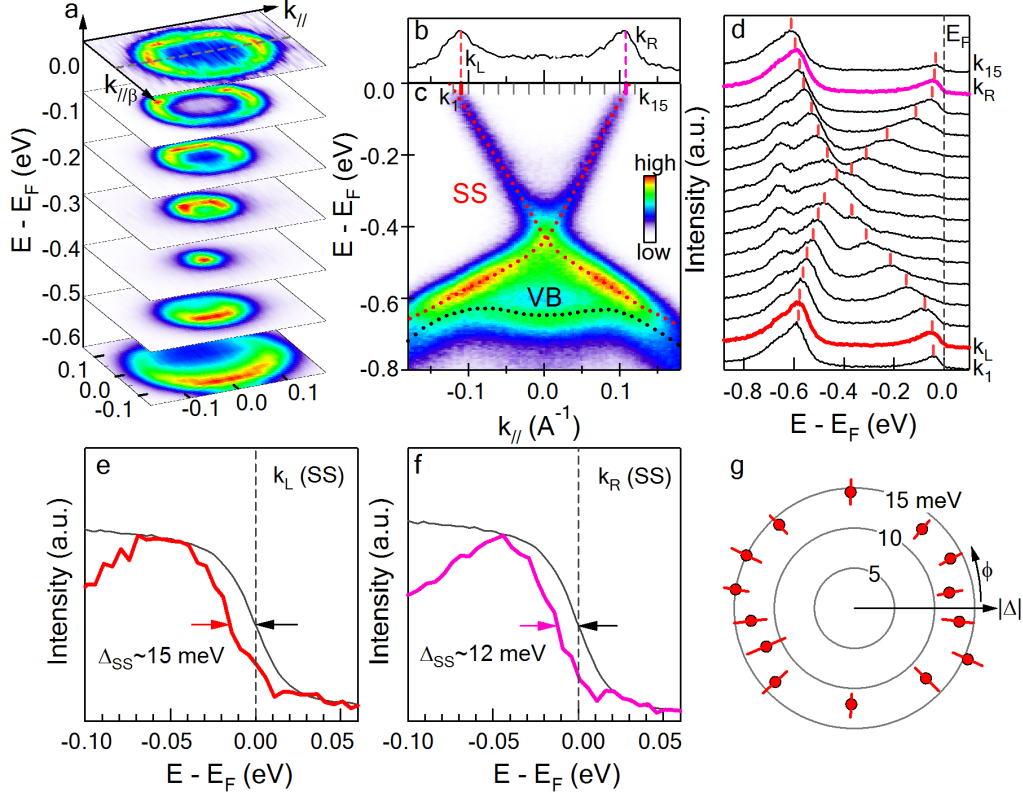 a
k//
k//β
E - EF (eV)
0.0
-0.1
-0.2
-0.3
-0.4
-0.5
-0.6
0.1
0.0
-0.1
-0.1
0.0
0.1
b
kL
kR
c
k1
k15
E - EF (eV)
0.0
-0.2
-0.4
-0.6
-0.8
SS
VB
high
low
-0.1
0.0
0.1
k// (A-1)
d
EF
k15
kR
kL
k1
Intensity (a.u.)
-0.8
-0.6
-0.4
-0.2
0.0
E - EF (eV)
e
kL (SS)
Intensity (a.u.)
ΔSS~15 meV
-0.10
-0.05
0.00
0.05
E - EF (eV)
f
kR (SS)
Intensity (a.u.)
ΔSS~12 meV
-0.10
-0.05
0.00
0.05
E - EF (eV)
g
15 meV
10
5
ϕ
|Δ|